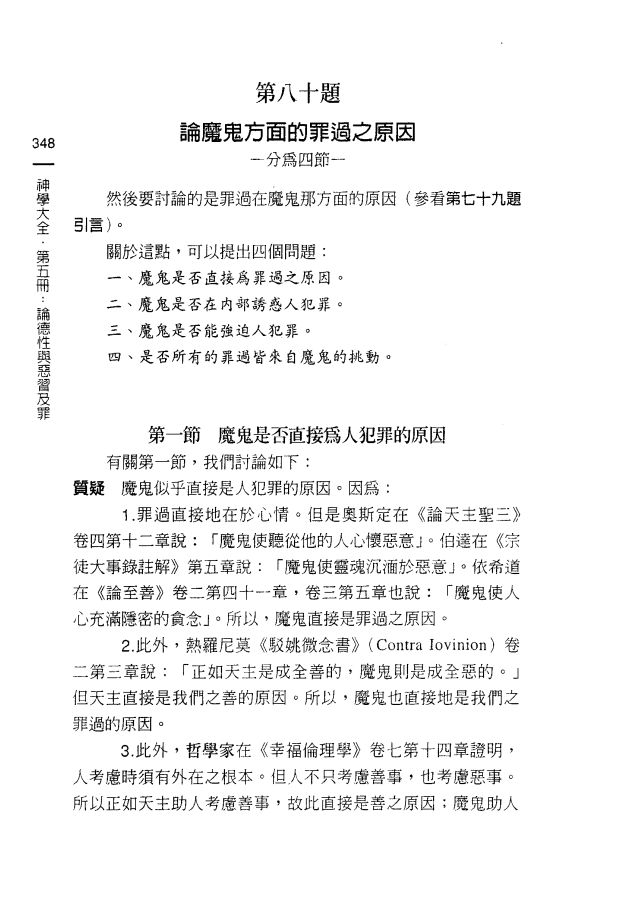 第八十題
論魔鬼方面的罪過之原因
—分爲四節—
348
神學大全．第五冊：論德性與惡習及罪
然後要討論的是罪過在魔鬼那方面的原因（參看第七十九題
引言）。
關於這點，可以提出四個問題：
一、魔鬼是否直接爲罪過之原因。
二、魔鬼是否在內部誘惑人犯罪。
三、魔鬼是否能強迫人犯罪。
四、是否所有的罪過皆來自魔鬼的挑動。
第一節　魔鬼是否直接爲人犯罪的原因
有關第一節，我們討論如下：
質疑　魔鬼似乎直接是人犯罪的原因。因爲：
1.罪過直接地在於心情。但是奧斯定在《論天主聖三》
卷四第十二章說：「魔鬼使聽從他的人心懷惡意」。伯達在《宗
徒大事錄註解》第五章說：「魔鬼使靈魂沉湎於惡意」。依希道
在《論至善》卷二第四十一章，卷三第五章也說：「魔鬼使人
心充滿隱密的貪念」。所以，魔鬼直接是罪過之原因。
2.此外，熱羅尼莫《駁姚微念書》（Contra Iovinion）卷
二第三章說：「正如天主是成全善的，魔鬼則是成全惡的。」
但天主直接是我們之善的原因。所以，魔鬼也直接地是我們之
罪過的原因。
3.此外，哲學家在《幸福倫理學》卷七第十四章證明，
人考慮時須有外在之根本。但人不只考慮善事，也考慮惡事。
所以正如天主助人考慮善事，故此直接是善之原因；魔鬼助人